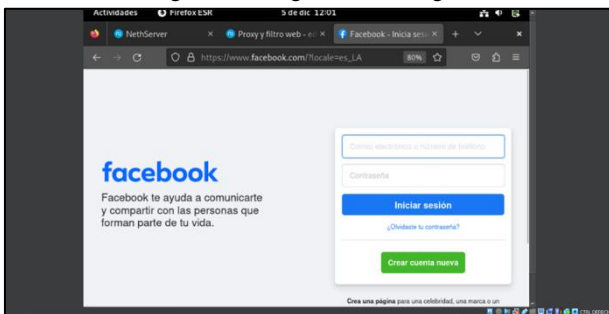 Actividades Firefox ESR 5 de dic 12:01
NethServer × Proxy y filtro web - ed × Facebook - Inicia sesi × +
https://www.facebook.com/?locale=es_LA 80%
Correo electrónico o número de teléfono
Contraseña
facebook
Facebook te ayuda a comunicarte
y compartir con las personas que
forman parte de tu vida.
Iniciar sesión
¿Olvidaste tu contraseña?
Crear cuenta nueva
Crea una página para una celebridad, una marca o un
CTRL DERECHO